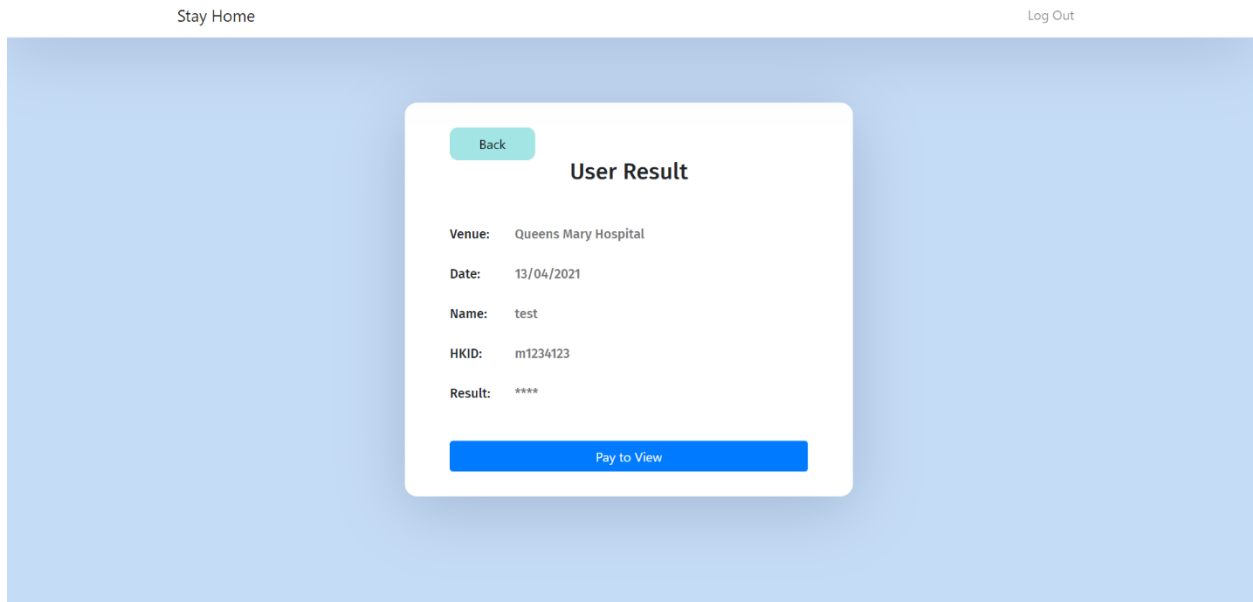 Stay Home Log Out
Back
User Result
Venue: Queens Mary Hospital
Date: 13/04/2021
Name: test
HKID: m1234123
Result: ****
Pay to View